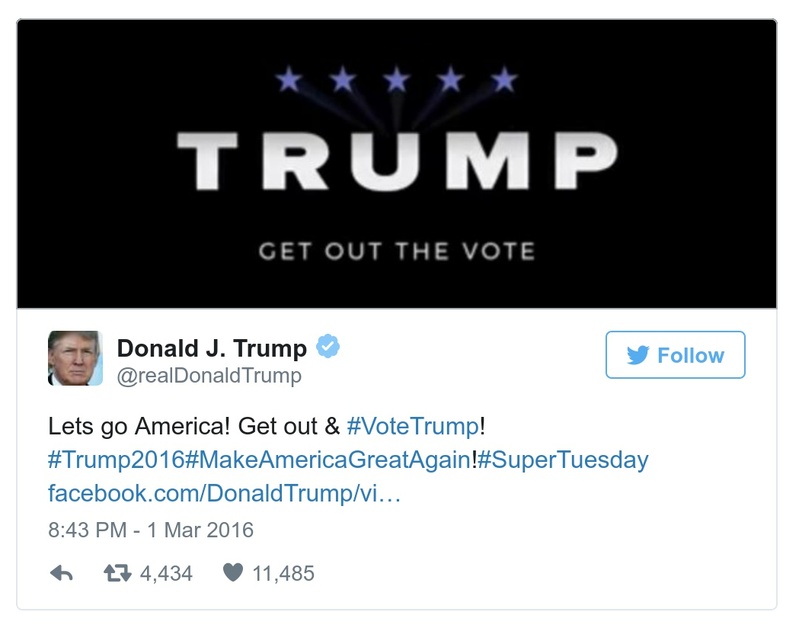 TRUMP
GET OUT THE VOTE
Donald J. Trump
@realDonaldTrump
Follow
Lets go America! Get out & #VoteTrump!
#Trump2016#MakeAmericaGreatAgain!#SuperTuesday
facebook.com/DonaldTrump/vi…
8:43 PM - 1 Mar 2016
4,434 11,485